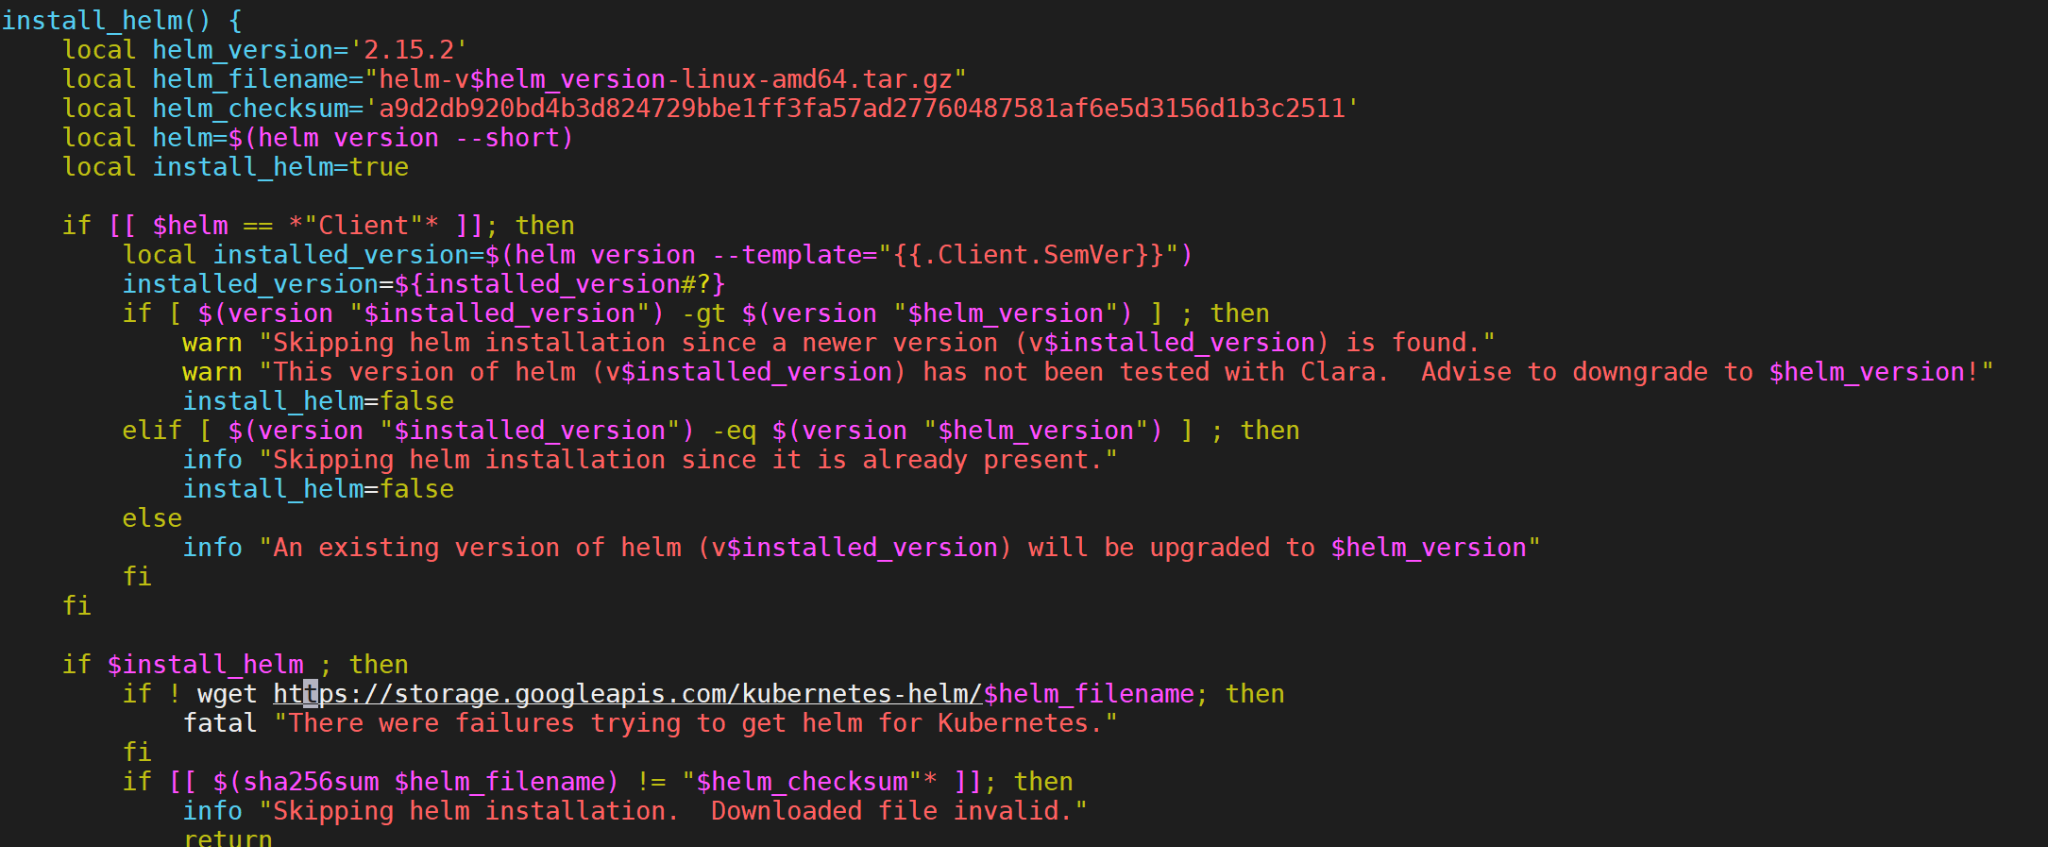 install_helm() {
    local helm_version='2.15.2'
    local helm_filename="helm-v$helm_version-linux-amd64.tar.gz"
    local helm_checksum='a9d2db920bd4b3d824729bbe1ff3fa57ad27760487581af6e5d3156d1b3c2511'
    local helm=$(helm version --short)
    local install_helm=true

    if [[ $helm == *"Client"* ]]; then
        local installed_version=$(helm version --template="{{.Client.SemVer}}")
        installed_version=${installed_version#?}
        if [ $(version "$installed_version") -gt $(version "$helm_version") ] ; then
            warn "Skipping helm installation since a newer version (v$installed_version) is found."
            warn "This version of helm (v$installed_version) has not been tested with Clara.  Advise to downgrade to $helm_version!"
            install_helm=false
        elif [ $(version "$installed_version") -eq $(version "$helm_version") ] ; then
            info "Skipping helm installation since it is already present."
            install_helm=false
        else
            info "An existing version of helm (v$installed_version) will be upgraded to $helm_version"
        fi
    fi

    if $install_helm ; then
        if ! wget https://storage.googleapis.com/kubernetes-helm/$helm_filename; then
            fatal "There were failures trying to get helm for Kubernetes."
        fi
        if [[ $(sha256sum $helm_filename) != "$helm_checksum"* ]]; then
            info "Skipping helm installation.  Downloaded file invalid."
            return